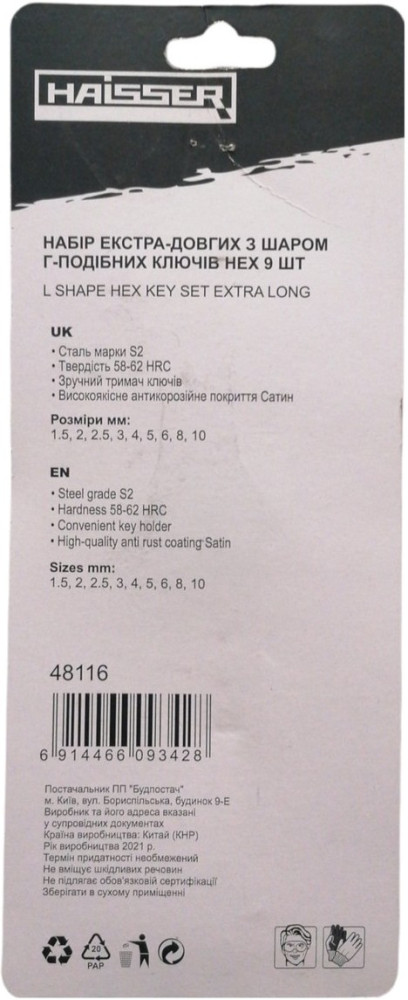 HAISSER
НАБІР ЕКСТРА-ДОВГИХ З ШАРОМ
Г-ПОДІБНИХ КЛЮЧІВ HEX 9 ШТ
L SHAPE HEX KEY SET EXTRA LONG
UK
• Сталь марки S2
• Твердість 58-62 HRC
• Зручний тримач ключів
• Високоякісне антикорозійне покриття Сатин
Розміри мм:
1.5, 2, 2.5, 3, 4, 5, 6, 8, 10
EN
• Steel grade S2
• Hardness 58-62 HRC
• Convenient key holder
• High-quality anti rust coating Satin
Sizes mm:
1.5, 2, 2.5, 3, 4, 5, 6, 8, 10
48116
6 914466 093428
Постачальник ПП "Будпостач"
м. Київ, вул. Бориспільська, будинок 9-Е
Виробник та його адреса вказані
у супровідних документах
Країна виробництва: Китай (КНР)
Рік виробництва 2021 р.
Термін придатності необмежений
Не вміщує шкідливих речовин
Не підлягає обов'язковій сертифікації
Зберігати в сухому приміщенні
20
PAP